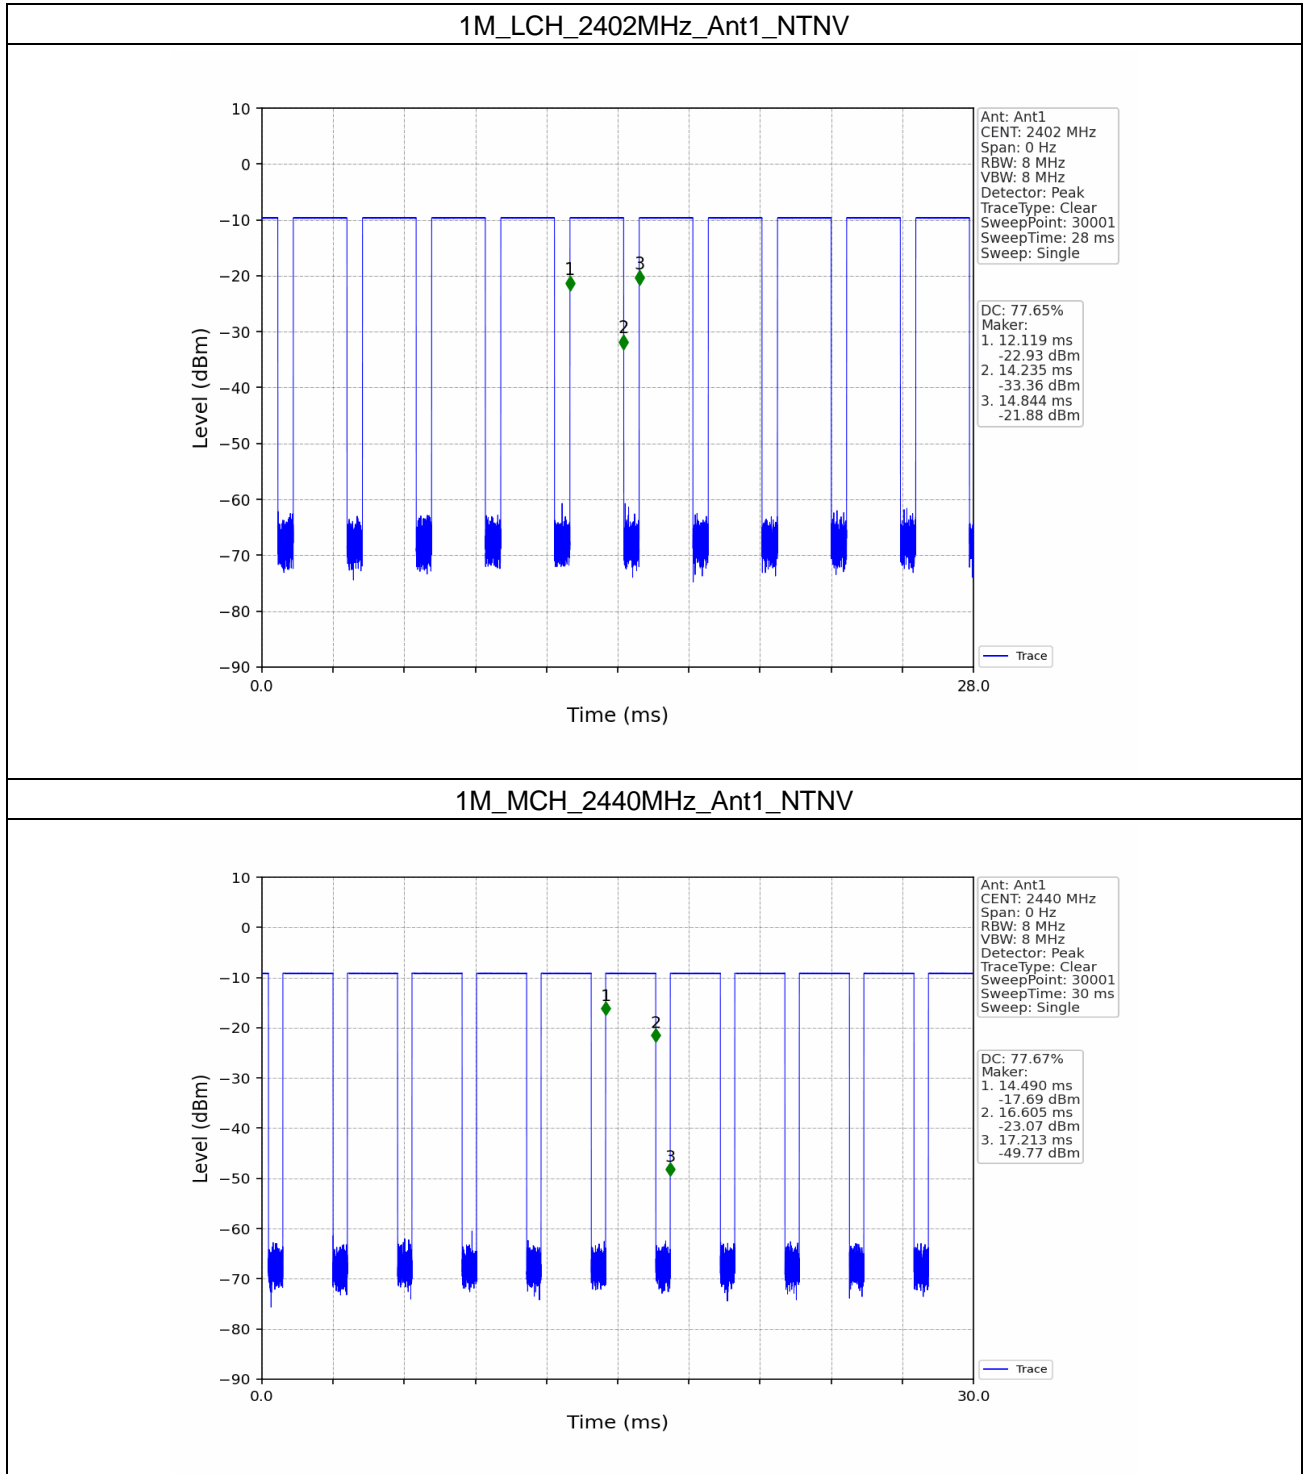 1M_LCH_2402MHz_Ant1_NTNV
10
0
−10
−20
−30
−40
−50
−60
−70
−80
−90
Level (dBm)
0.0
28.0
Time (ms)
1
2
3
Ant: Ant1
CENT: 2402 MHz
Span: 0 Hz
RBW: 8 MHz
VBW: 8 MHz
Detector: Peak
TraceType: Clear
SweepPoint: 30001
SweepTime: 28 ms
Sweep: Single
DC: 77.65%
Maker:
1. 12.119 ms
-22.93 dBm
2. 14.235 ms
-33.36 dBm
3. 14.844 ms
-21.88 dBm
Trace
1M_MCH_2440MHz_Ant1_NTNV
10
0
−10
−20
−30
−40
−50
−60
−70
−80
−90
Level (dBm)
0.0
30.0
Time (ms)
1
2
3
Ant: Ant1
CENT: 2440 MHz
Span: 0 Hz
RBW: 8 MHz
VBW: 8 MHz
Detector: Peak
TraceType: Clear
SweepPoint: 30001
SweepTime: 30 ms
Sweep: Single
DC: 77.67%
Maker:
1. 14.490 ms
-17.69 dBm
2. 16.605 ms
-23.07 dBm
3. 17.213 ms
-49.77 dBm
Trace